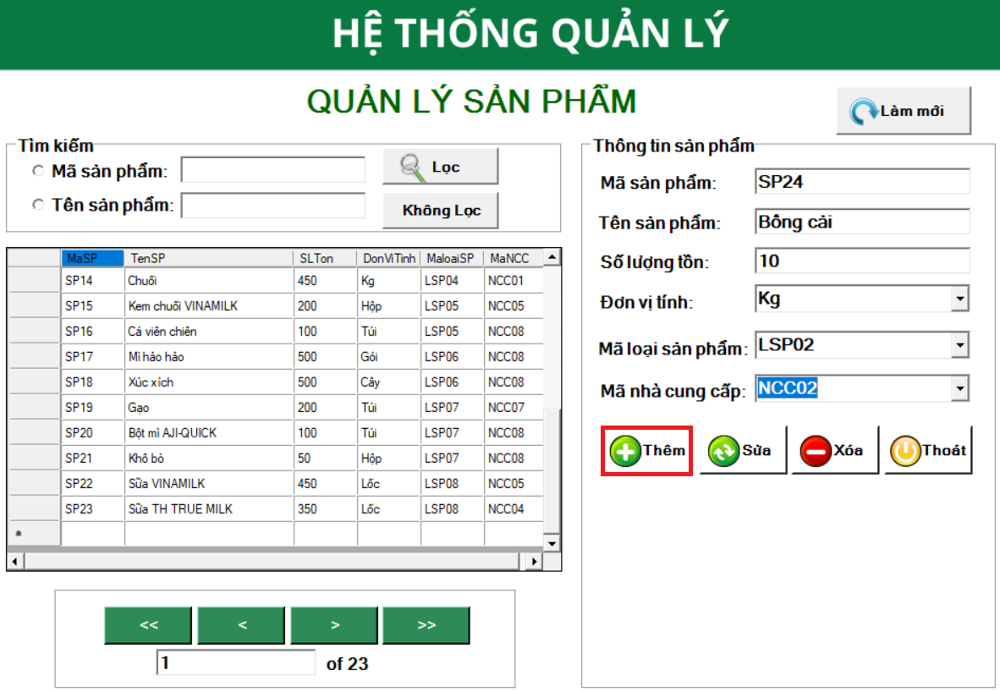 HỆ THỐNG QUẢN LÝ
QUẢN LÝ SẢN PHẨM
Làm mới
Tìm kiếm
Mã sản phẩm:
Lọc
Tên sản phẩm:
Không Lọc
MaSP TenSP SLTon DonViTinh MaloaiSP MaNCC
SP14 Chuối 450 Kg LSP04 NCC01
SP15 Kem chuối VINAMILK 200 Hộp LSP05 NCC05
SP16 Cá viên chiên 100 Túi LSP05 NCC08
SP17 Mì hảo hảo 500 Gói LSP06 NCC08
SP18 Xúc xích 500 Cây LSP06 NCC08
SP19 Gạo 200 Túi LSP07 NCC07
SP20 Bột mì AJI-QUICK 100 Túi LSP07 NCC08
SP21 Khô bò 50 Hộp LSP07 NCC08
SP22 Sữa VINAMILK 450 Lốc LSP08 NCC05
SP23 Sữa TH TRUE MILK 350 Lốc LSP08 NCC04
*
<< < > >>
1 of 23
Thông tin sản phẩm
Mã sản phẩm: SP24
Tên sản phẩm: Bông cải
Số lượng tồn: 10
Đơn vị tính: Kg
Mã loại sản phẩm: LSP02
Mã nhà cung cấp: NCC02
Thêm Sửa Xóa Thoát